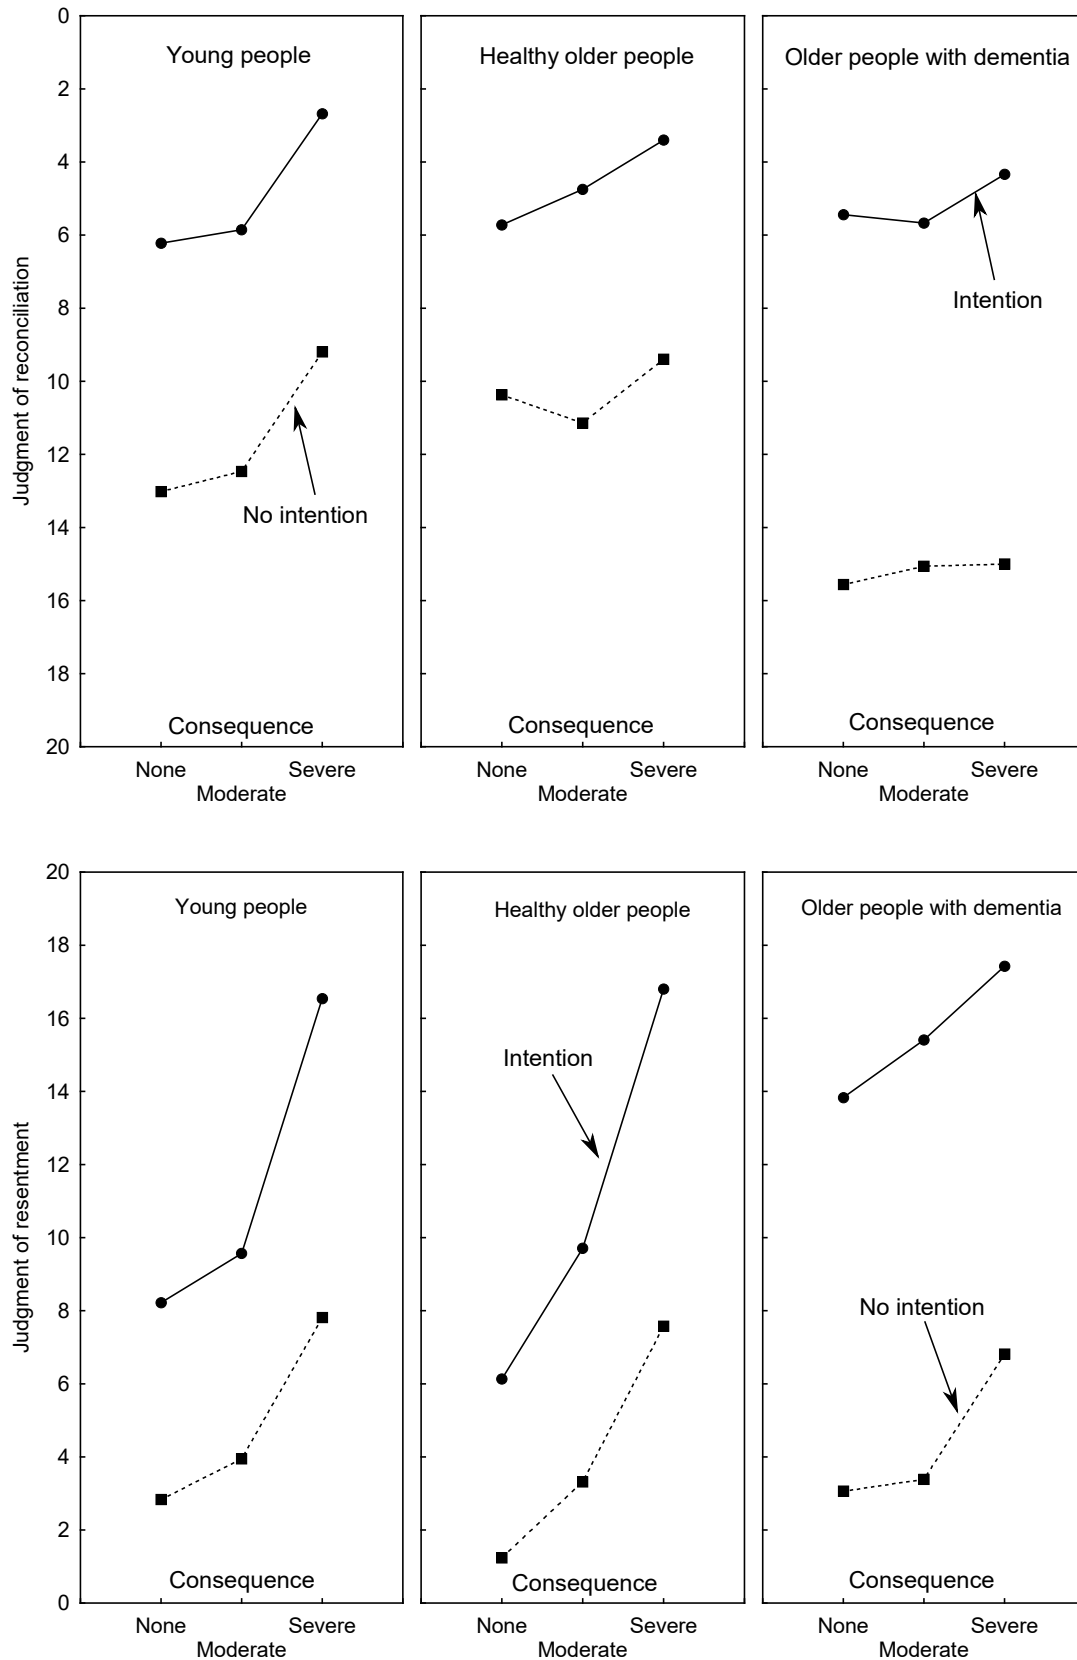 0
2
4
6
8
10
12
14
16
18
20
Judgment of reconciliation
Young people
No intention
Consequence
None
Severe
Moderate
Healthy older people
Consequence
None
Severe
Moderate
Older people with dementia
Intention
Consequence
None
Severe
Moderate
20
18
16
14
12
10
8
6
4
2
0
Judgment of resentment
Young people
Consequence
None
Severe
Moderate
Healthy older people
Intention
Consequence
None
Severe
Moderate
Older people with dementia
No intention
Consequence
None
Severe
Moderate